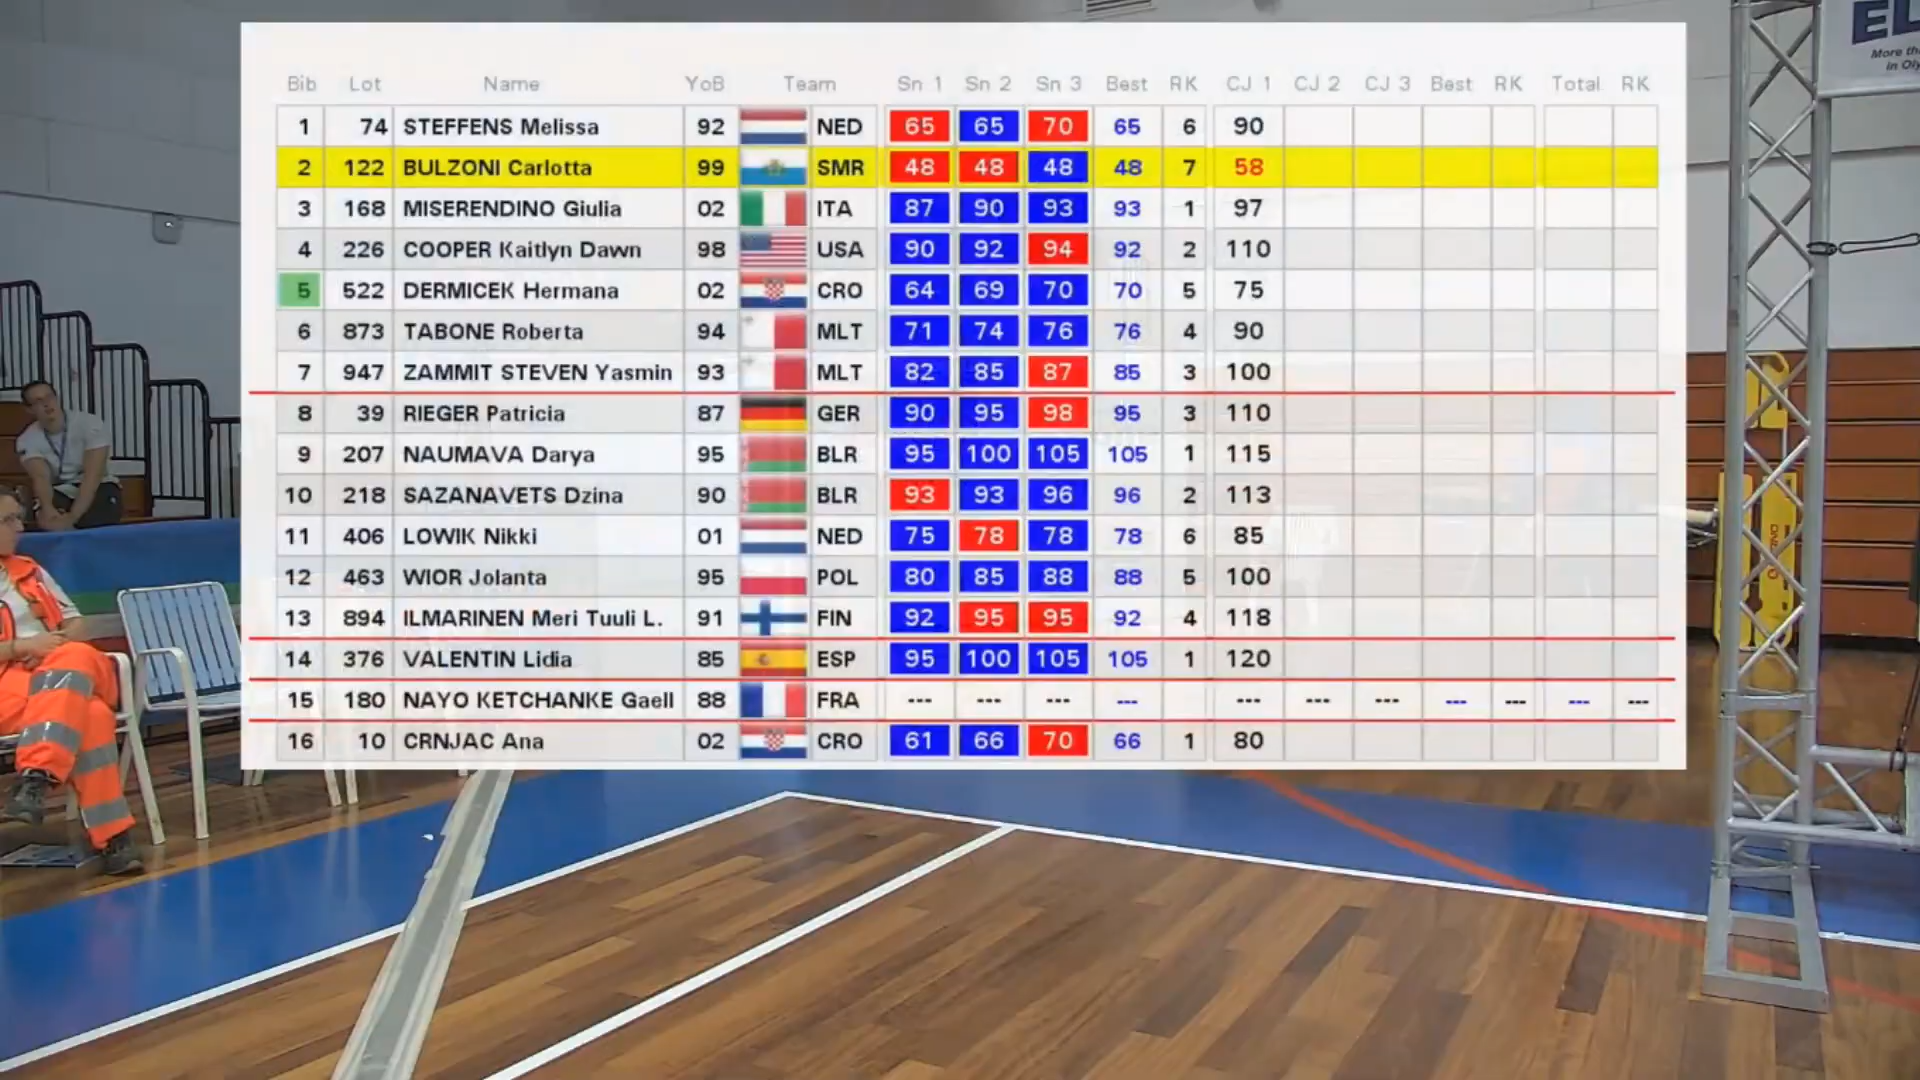 EL
More th
in Oly
Bib Lot Name YoB Team Sn 1 Sn 2 Sn 3 Best RK CJ 1 CJ 2 CJ 3 Best RK Total RK
1 74 STEFFENS Melissa 92 NED 65 65 70 65 6 90
2 122 BULZONI Carlotta 99 SMR 48 48 48 48 7 58
3 168 MISERENDINO Giulia 02 ITA 87 90 93 93 1 97
4 226 COOPER Kaitlyn Dawn 98 USA 90 92 94 92 2 110
5 522 DERMICEK Hermana 02 CRO 64 69 70 70 5 75
6 873 TABONE Roberta 94 MLT 71 74 76 76 4 90
7 947 ZAMMIT STEVEN Yasmin 93 MLT 82 85 87 85 3 100
8 39 RIEGER Patricia 87 GER 90 95 98 95 3 110
9 207 NAUMAVA Darya 95 BLR 95 100 105 105 1 115
10 218 SAZANAVETS Dzina 90 BLR 93 93 96 96 2 113
11 406 LOWIK Nikki 01 NED 75 78 78 78 6 85
12 463 WIOR Jolanta 95 POL 80 85 88 88 5 100
13 894 ILMARINEN Meri Tuuli L. 91 FIN 92 95 95 92 4 118
14 376 VALENTIN Lidia 85 ESP 95 100 105 105 1 120
15 180 NAYO KETCHANKE Gaell 88 FRA --- --- --- --- --- --- --- --- --- --- ---
16 10 CRNJAC Ana 02 CRO 61 66 70 66 1 80